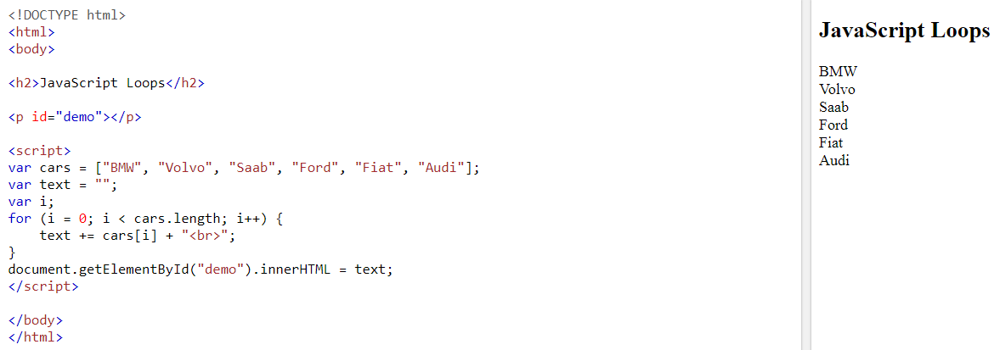 <!DOCTYPE html>
<html>
<body>
<h2>JavaScript Loops</h2>
<p id="demo"></p>
<script>
var cars = ["BMW", "Volvo", "Saab", "Ford", "Fiat", "Audi"];
var text = "";
var i;
for (i = 0; i < cars.length; i++) {
    text += cars[i] + "<br>";
}
document.getElementById("demo").innerHTML = text;
</script>
</body>
</html>
JavaScript Loops
BMW
Volvo
Saab
Ford
Fiat
Audi